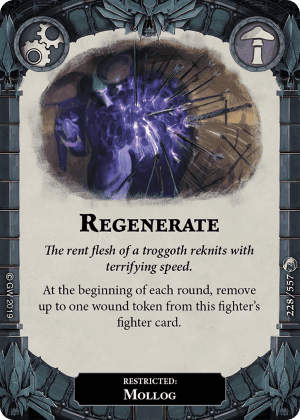 REGENERATE
The rent flesh of a troggoth reknits with
terrifying speed.
At the beginning of each round, remove
up to one wound token from this fighter's
fighter card.
RESTRICTED:
MOLLOG
© GW 2019
228/557